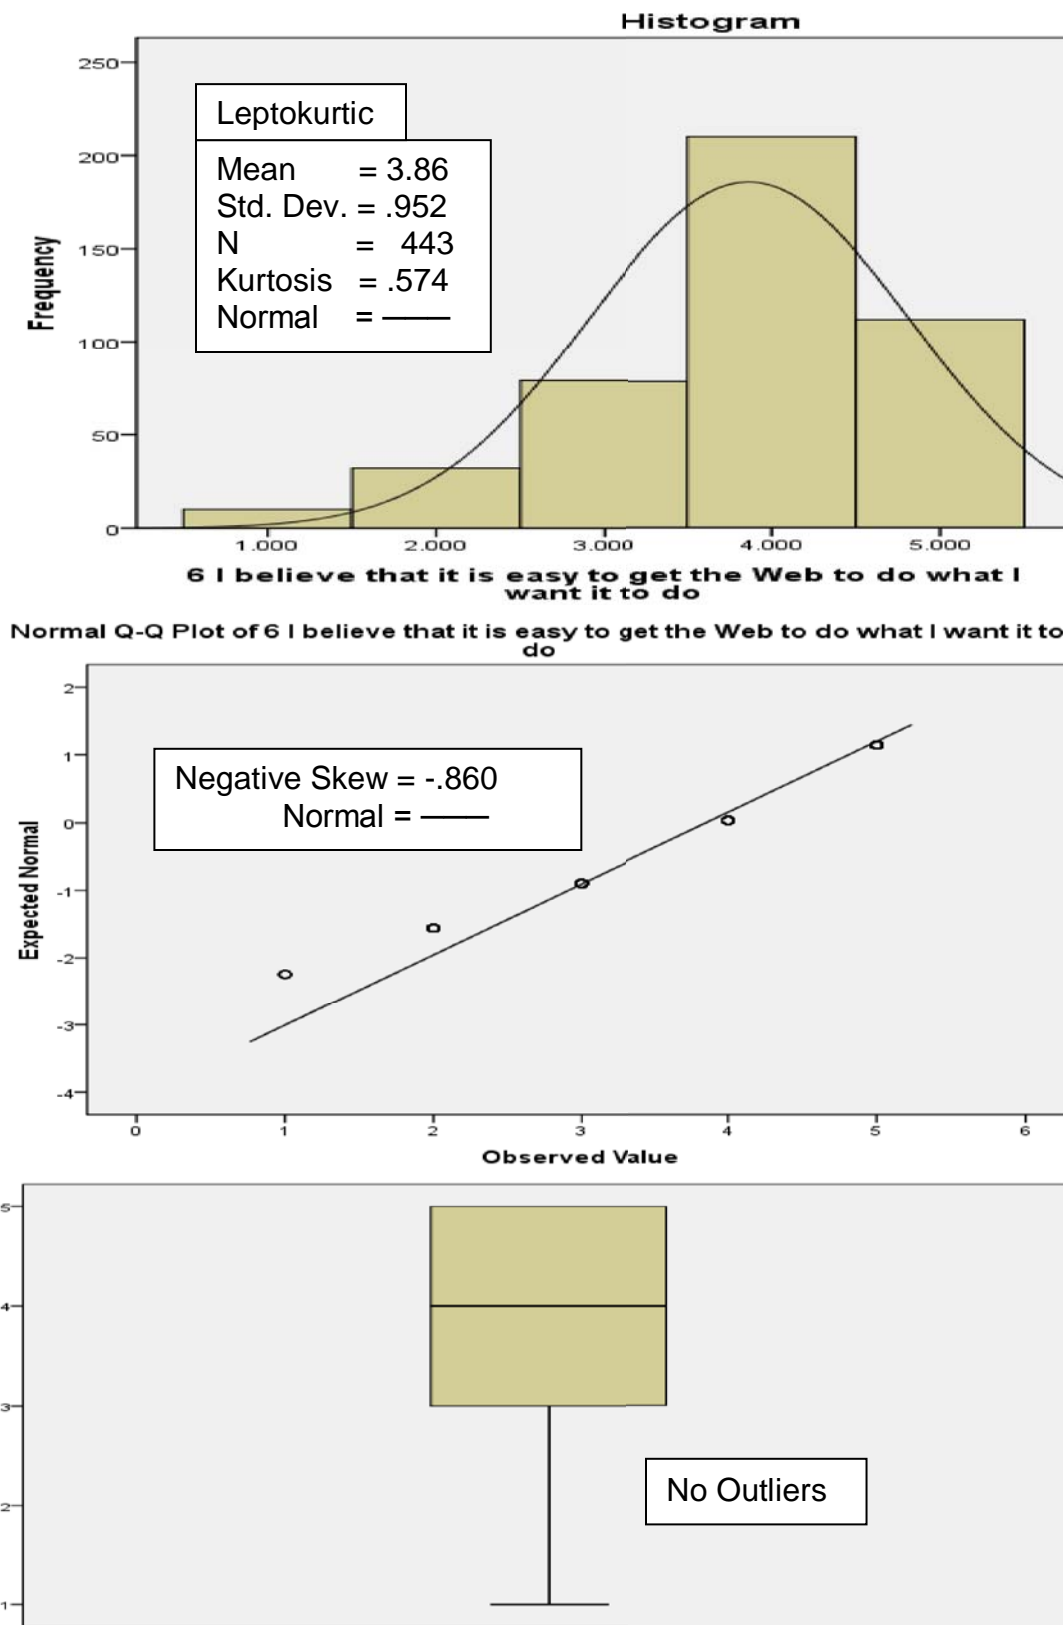 Histogram
250
200
150
100
50
0
Frequency
Leptokurtic
Mean = 3.86
Std. Dev. = .952
N = 443
Kurtosis = .574
Normal = ——
1.000 2.000 3.000 4.000 5.000
6 I believe that it is easy to get the Web to do what I
want it to do
Normal Q-Q Plot of 6 I believe that it is easy to get the Web to do what I want it to
do
2
1
0
-1
-2
-3
-4
Expected Normal
Negative Skew = -.860
Normal = ——
0 1 2 3 4 5 6
Observed Value
5
4
3
2
1
No Outliers